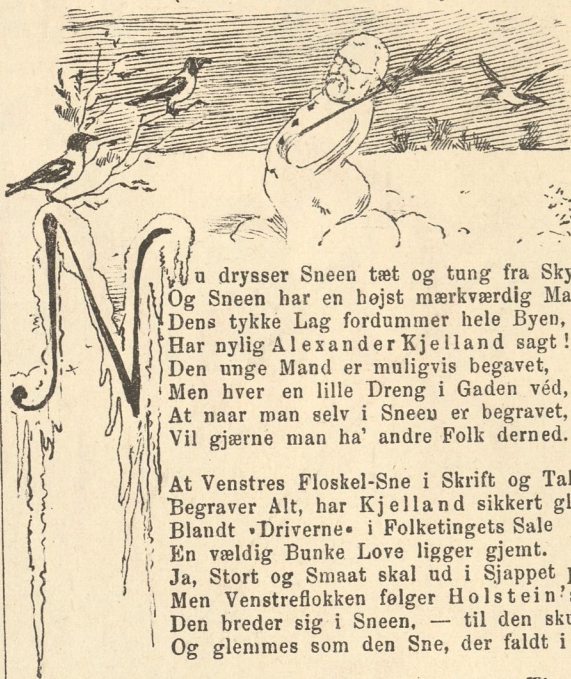 Nu drysser Sneen tæt og tung fra Sky
Og Sneen har en højst mærkværdig Ma
Dens tykke Lag fordummer hele Byen,
Har nylig Alexander Kjelland sagt!
Den unge Mand er muligvis begavet,
Men hver en lille Dreng i Gaden véd,
At naar man selv i Sneen er begravet,
Vil gjærne man ha' andre Folk derned.
At Venstres Floskel-Sne i Skrift og Tal
Begraver Alt, har Kjelland sikkert gl
Blandt •Driverne• i Folketingets Sale
En vældig Bunke Love ligger gjemt.
Ja, Stort og Smaat skal ud i Sjappet p
Men Venstreflokken følger Holstein's
Den breder sig i Sneen, — til den sku
Og glemmes som den Sne, der faldt i